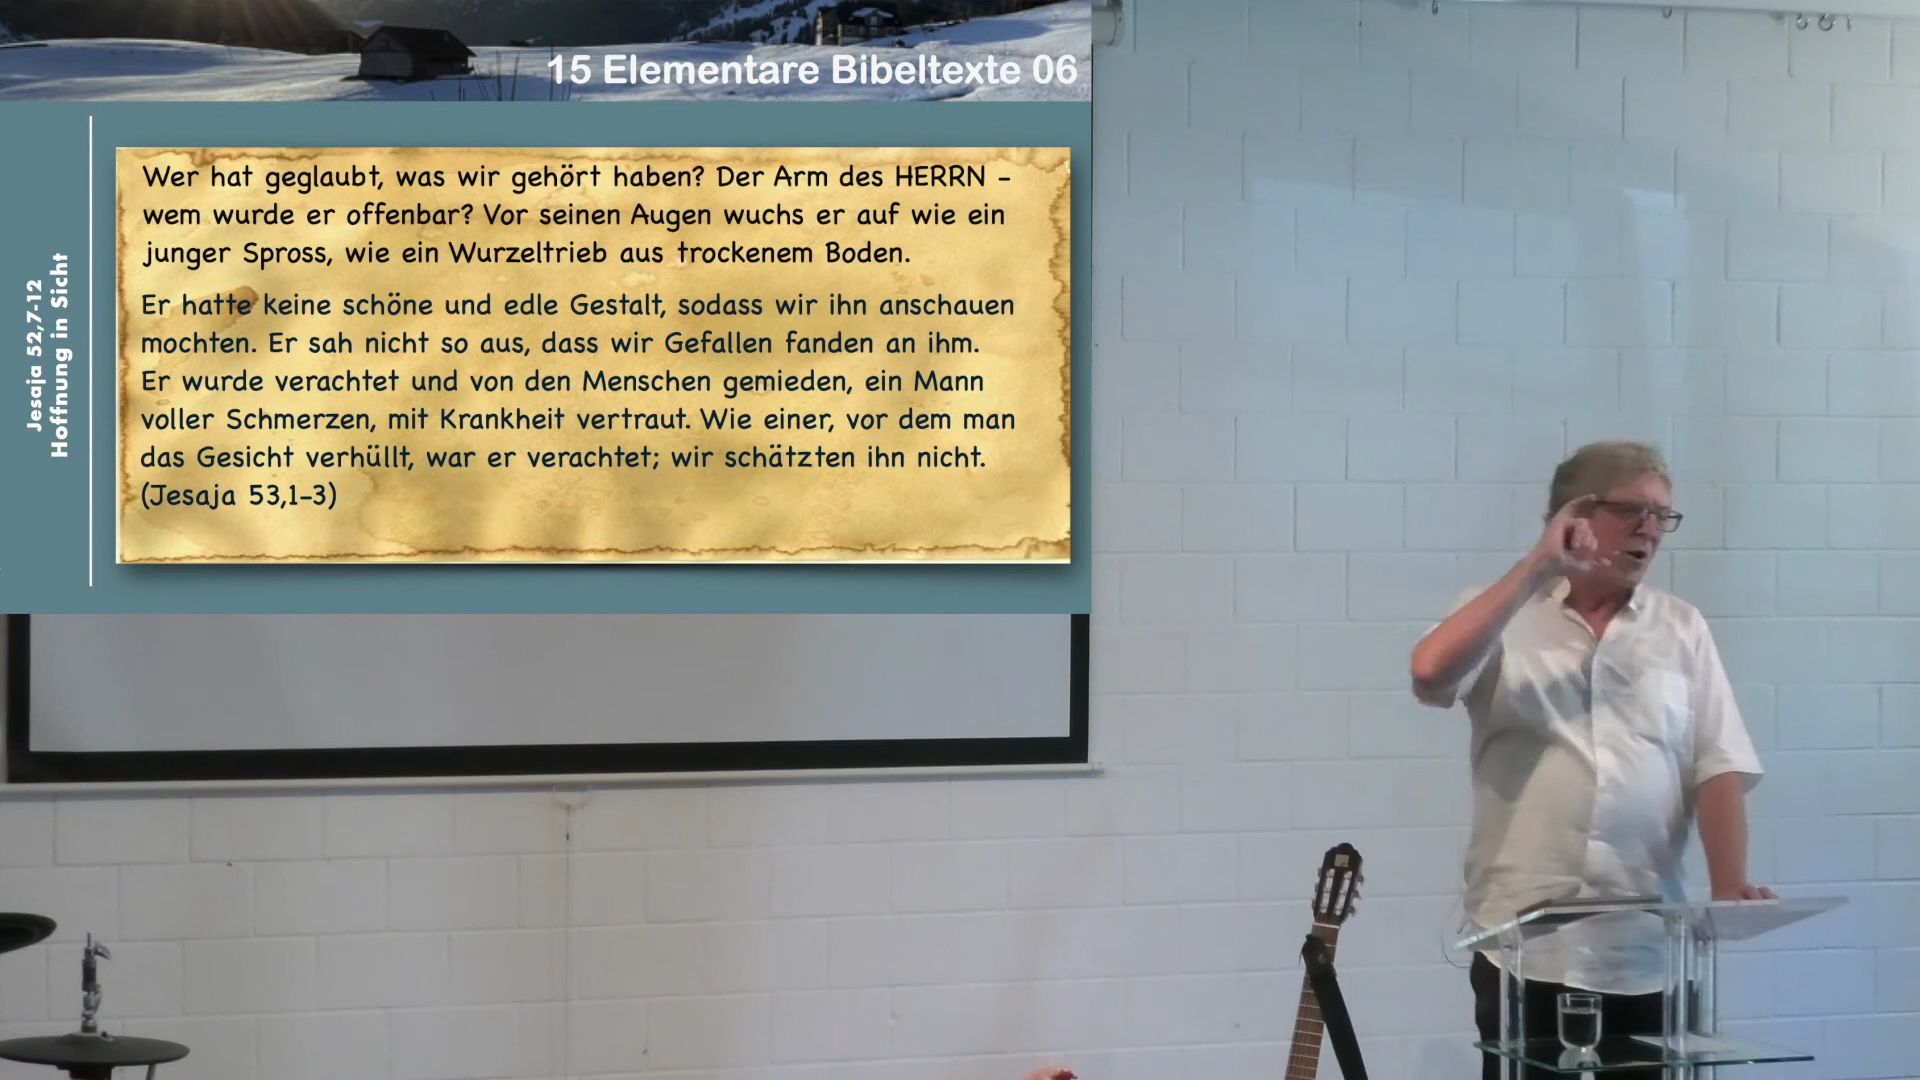 15 Elementare Bibeltexte 06
Jesaja 52,7-12
Hoffnung in Sicht
Wer hat geglaubt, was wir gehört haben? Der Arm des HERRN –
wem wurde er offenbar? Vor seinen Augen wuchs er auf wie ein
junger Spross, wie ein Wurzeltrieb aus trockenem Boden.
Er hatte keine schöne und edle Gestalt, sodass wir ihn anschauen
mochten. Er sah nicht so aus, dass wir Gefallen fanden an ihm.
Er wurde verachtet und von den Menschen gemieden, ein Mann
voller Schmerzen, mit Krankheit vertraut. Wie einer, vor dem man
das Gesicht verhüllt, war er verachtet; wir schätzten ihn nicht.
(Jesaja 53,1-3)